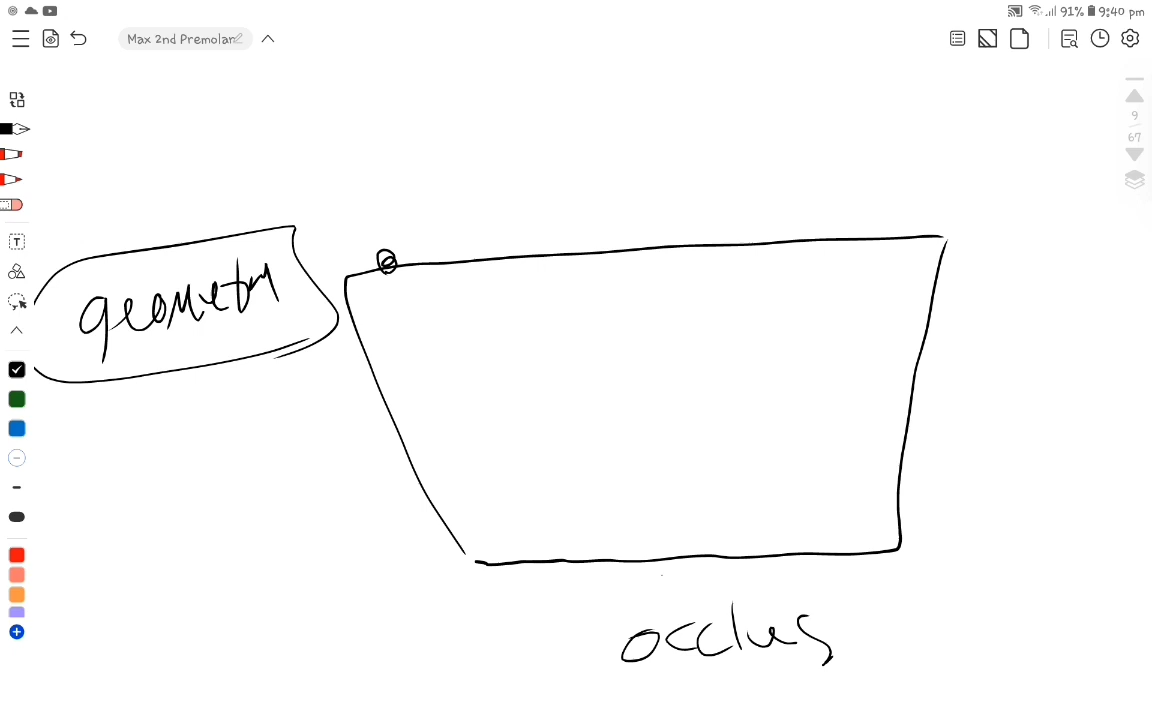 91% 9:40 pm
Max 2nd Premolar
9
67
T
geometry
occlus